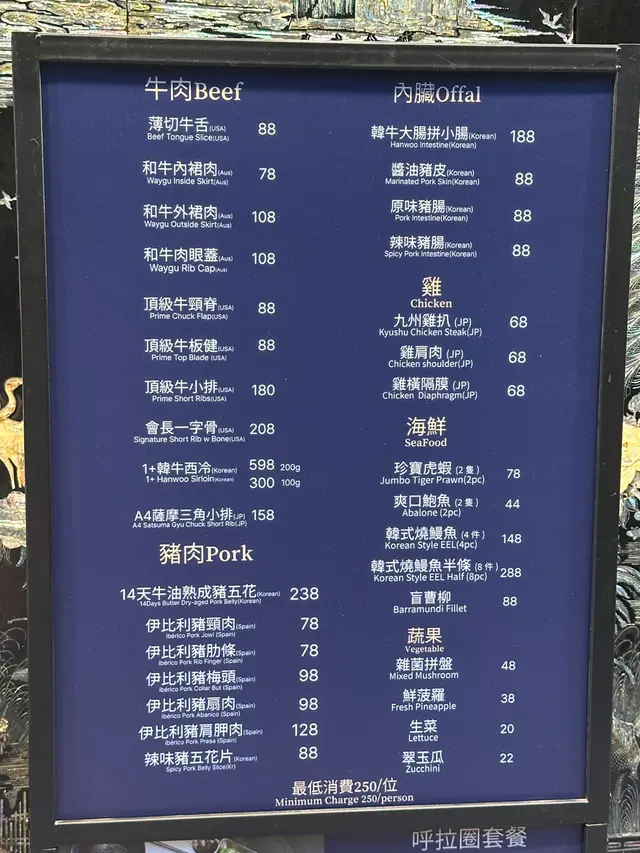 牛肉Beef
薄切牛舌(USA) 88
Beef Tongue Slice(USA)
和牛內裙肉(Aus) 78
Waygu Inside Skirt(Aus)
和牛外裙肉(Aus) 108
Waygu Outside Skirt(Aus)
和牛肉眼蓋(Aus) 108
Waygu Rib Cap(Aus)
頂級牛頸脊(USA) 88
Prime Chuck Flap(USA)
頂級牛板健(USA) 88
Prime Top Blade (USA)
頂級牛小排(USA) 180
Prime Short Ribs(USA)
會長一字骨(USA) 208
Signature Short Rib w Bone(USA)
1+韓牛西冷(Korean) 598 200g
1+ Hanwoo Sirloin(Korean) 300 100g
A4薩摩三角小排(JP) 158
A4 Satsuma Gyu Chuck Short Rib(JP)
豬肉Pork
14天牛油熟成豬五花(Korean) 238
14Days Butter Dry-aged Pork Belly(Korean)
伊比利豬頸肉(Spain) 78
ibérico Pork Jowl (Spain)
伊比利豬肋條(Spain) 78
ibérico Pork Rib Finger (Spain)
伊比利豬梅頭(Spain) 98
ibérico Pork Collar But (Spain)
伊比利豬扇肉(Spain) 98
ibérico Pork Abanico (Spain)
伊比利豬肩胛肉(Spain) 128
ibérico Pork Presa (Spain)
辣味豬五花片(Korean) 88
Spicy Pork Belly Slice(Kr)
內臟Offal
韓牛大腸拼小腸(Korean) 188
Hanwoo Intestine(Korean)
醬油豬皮(Korean) 88
Marinated Pork Skin(Korean)
原味豬腸(Korean) 88
Pork Intestine(Korean)
辣味豬腸(Korean) 88
Spicy Pork Intestine(Korean)
雞
Chicken
九州雞扒 (JP) 68
Kyushu Chicken Steak(JP)
雞肩肉 (JP) 68
Chicken shoulder(JP)
雞橫隔膜 (JP) 68
Chicken Diaphragm(JP)
海鮮
SeaFood
珍寶虎蝦 (2隻) 78
Jumbo Tiger Prawn(2pc)
爽口鮑魚 (2隻) 44
Abalone (2pc)
韓式燒鰻魚 (4件) 148
Korean Style EEL(4pc)
韓式燒鰻魚半條 (8件) 288
Korean Style EEL Half (8pc)
盲曹柳 88
Barramundi Fillet
蔬果
Vegetable
雜菌拼盤 48
Mixed Mushroom
鮮菠羅 38
Fresh Pineapple
生菜 20
Lettuce
翠玉瓜 22
Zucchini
最低消費250/位
Minimum Charge 250/person
呼拉圈套餐